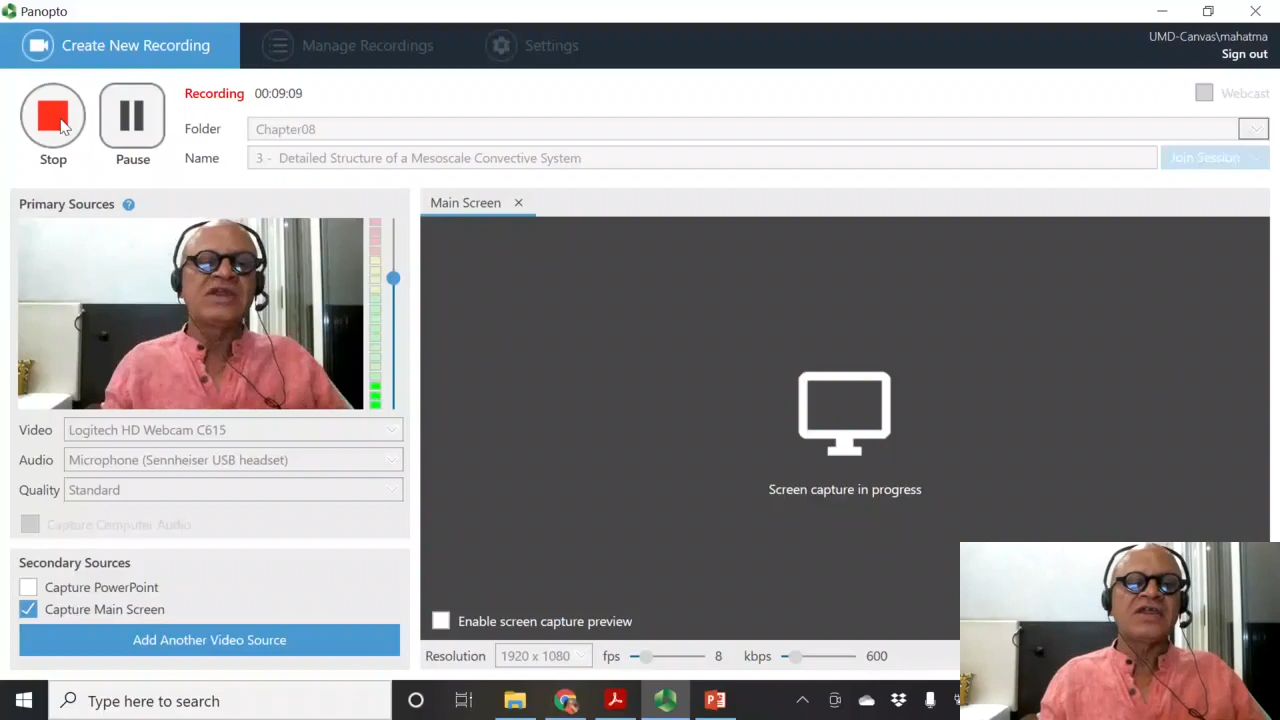 Panopto
Create New Recording
Manage Recordings
Settings
UMD-Canvas\mahatma
Sign out
Recording 00:09:09
Webcast
Folder Chapter08
Stop
Pause
Name 3 - Detailed Structure of a Mesoscale Convective System
Join Session
Primary Sources ?
Main Screen ×
Video Logitech HD Webcam C615
Audio Microphone (Sennheiser USB headset)
Quality Standard
Capture Computer Audio
Screen capture in progress
Secondary Sources
Capture PowerPoint
Capture Main Screen
Add Another Video Source
Enable screen capture preview
Resolution 1920 x 1080 fps 8 kbps 600
Type here to search